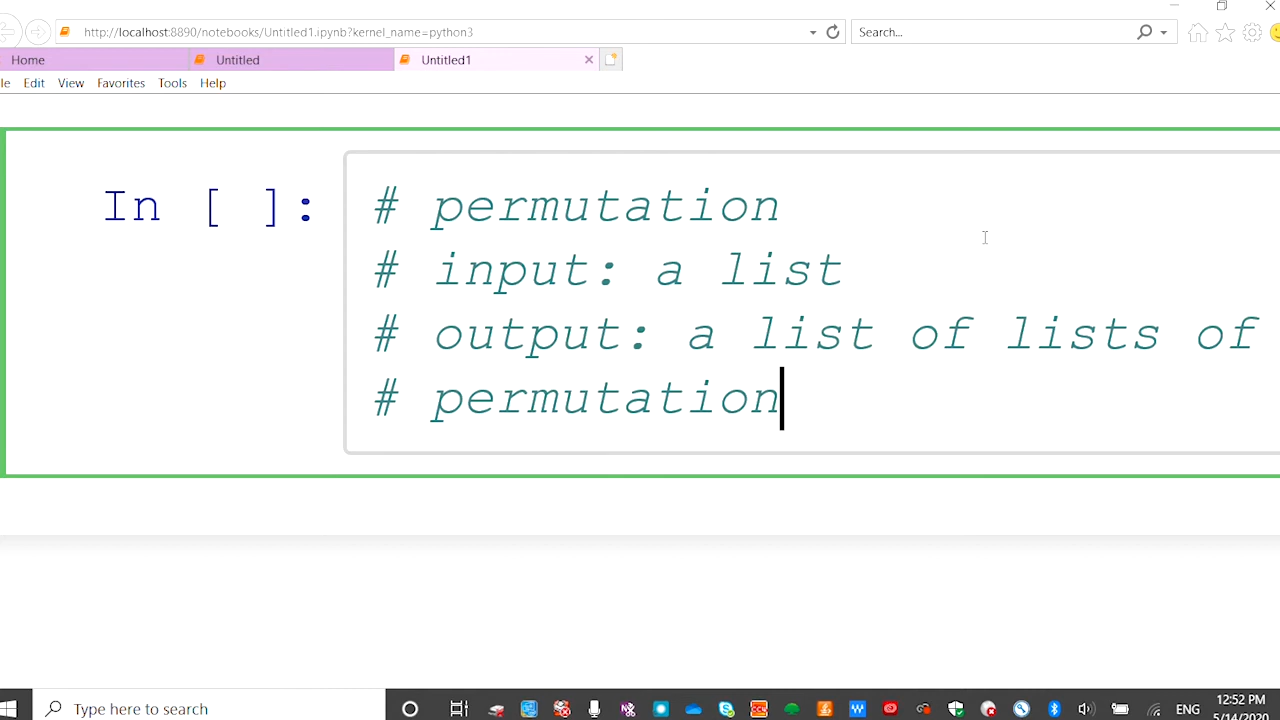 http://localhost:8890/notebooks/Untitled1.ipynb?kernel_name=python3
Search...
Home
Untitled
Untitled1
le Edit View Favorites Tools Help
In [ ]:
# permutation
# input: a list
# output: a list of lists of
# permutation
Type here to search
ENG
12:52 PM